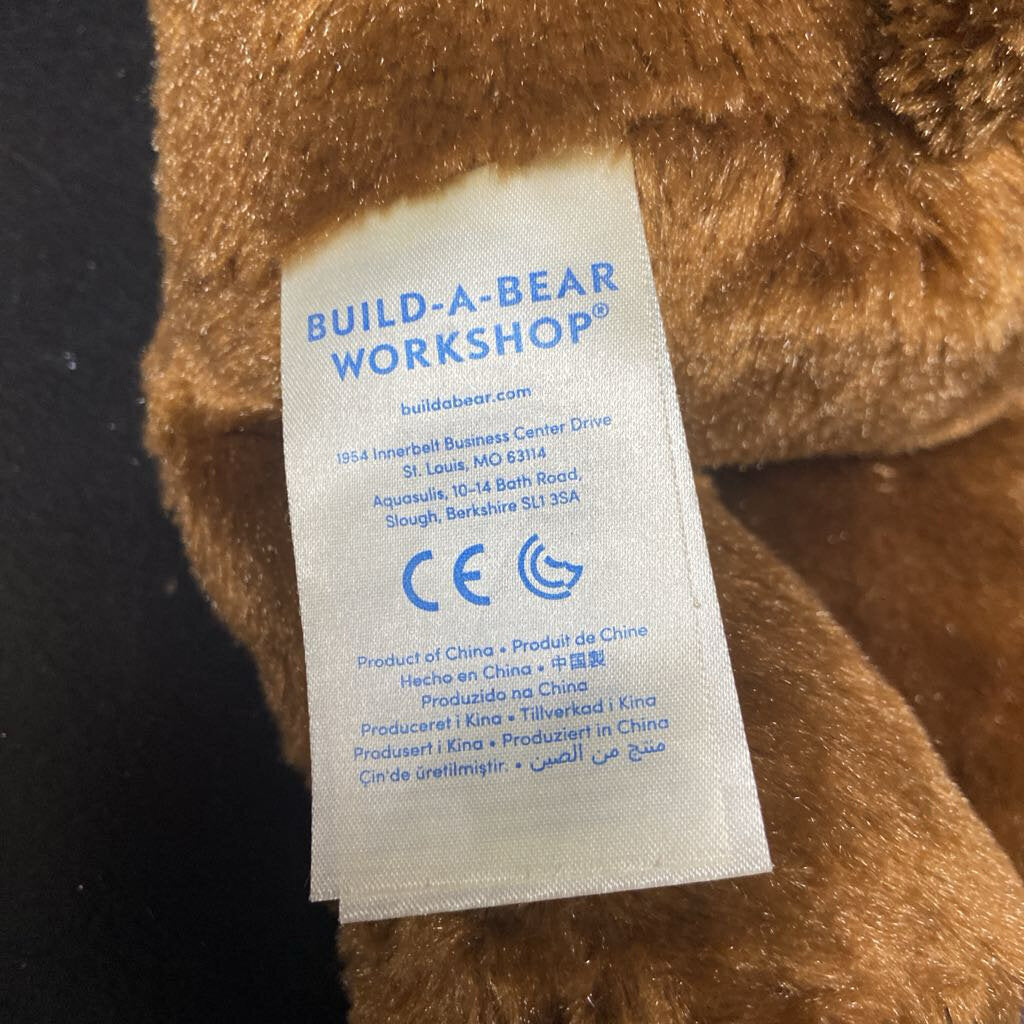 BUILD-A-BEAR
WORKSHOP®
buildabear.com
1954 Innerbelt Business Center Drive
St. Louis, MO 63114
Aquasulis, 10-14 Bath Road,
Slough, Berkshire SL1 3SA
CE
Product of China • Produit de Chine
Hecho en China • 中国製
Produzido na China
Produceret i Kina • Tillverkad i Kina
Produsert i Kina • Produziert in China
Çin'de üretilmiştir. • منتج من الصين